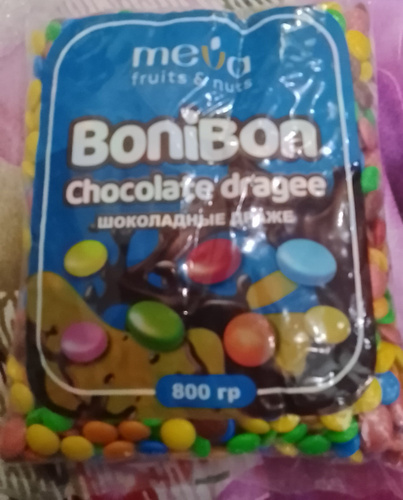 meva
fruits & nuts
BoniBon
Chocolate dragee
ШОКОЛАДНЫЕ ДРАЖЕ
800 гр